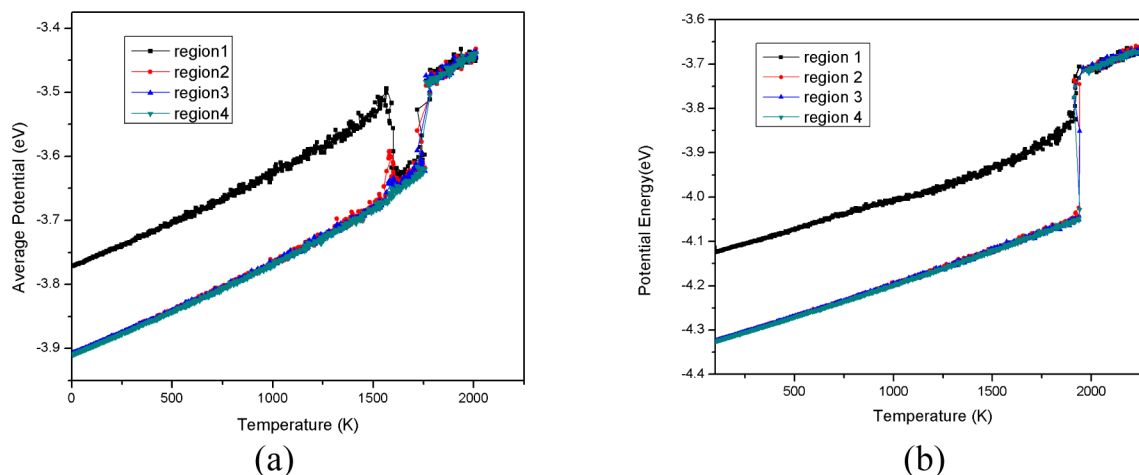 -3.4
-3.5
-3.6
-3.7
-3.8
-3.9
Average Potential (eV)
region1
region2
region3
region4
0
500
1000
1500
2000
Temperature (K)
(a)
-3.6
-3.7
-3.8
-3.9
-4.0
-4.1
-4.2
-4.3
-4.4
Potential Energy(eV)
region 1
region 2
region 3
region 4
500
1000
1500
2000
Temperature (K)
(b)